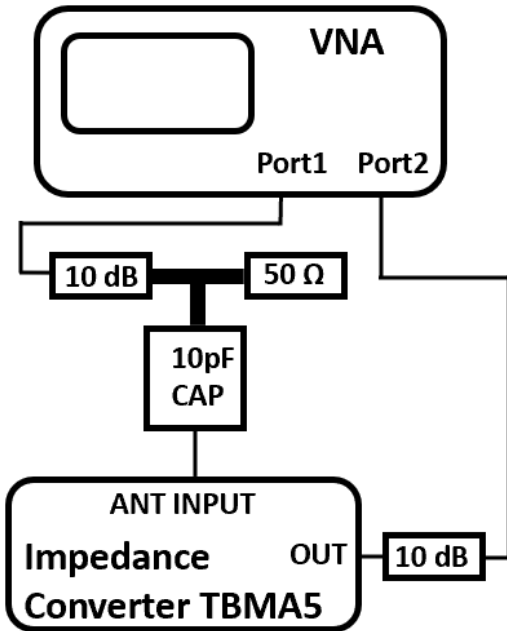 VNA
Port1 Port2
10 dB
50 Ω
10pF
CAP
ANT INPUT
Impedance
Converter TBMA5
OUT
10 dB